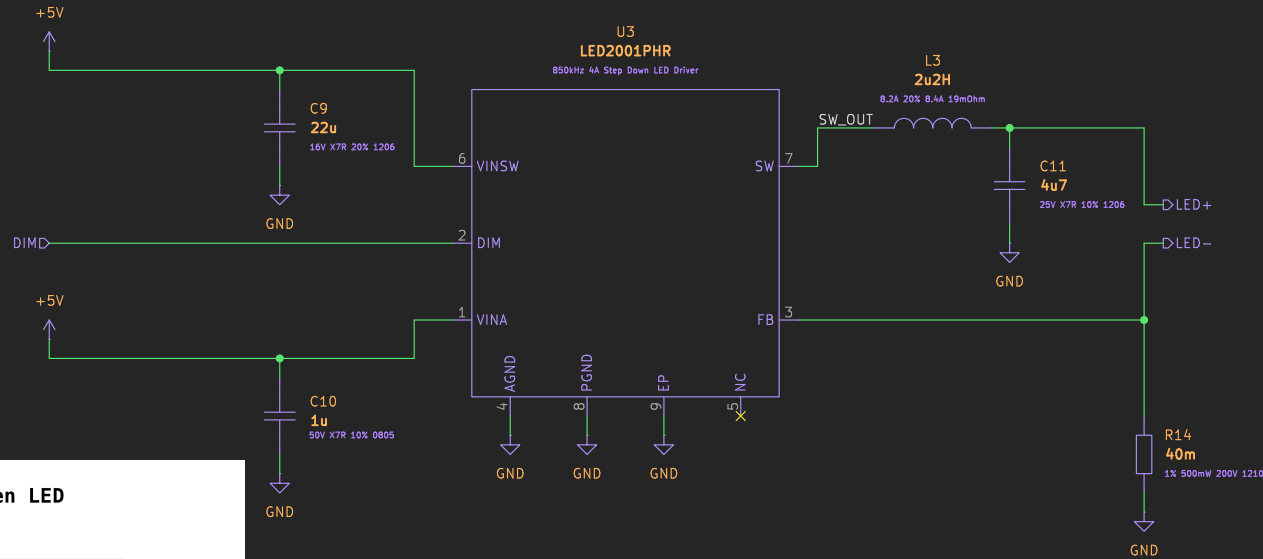 +5V
U3
LED2001PHR
850kHz 4A Step Down LED Driver
L3
2u2H
8.2A 20% 8.4A 19mOhm
C9
22u
16V X7R 20% 1206
SW_OUT
6
VINSW
SW
7
C11
4u7
25V X7R 10% 1206
LED+
GND
DIM
2
DIM
LED-
GND
+5V
1
VINA
FB
3
AGND
PGND
EP
NC
C10
1u
50V X7R 10% 0805
4
8
9
5
R14
40m
1% 500mW 200V 1210
GND
GND
GND
en LED
GND
GND